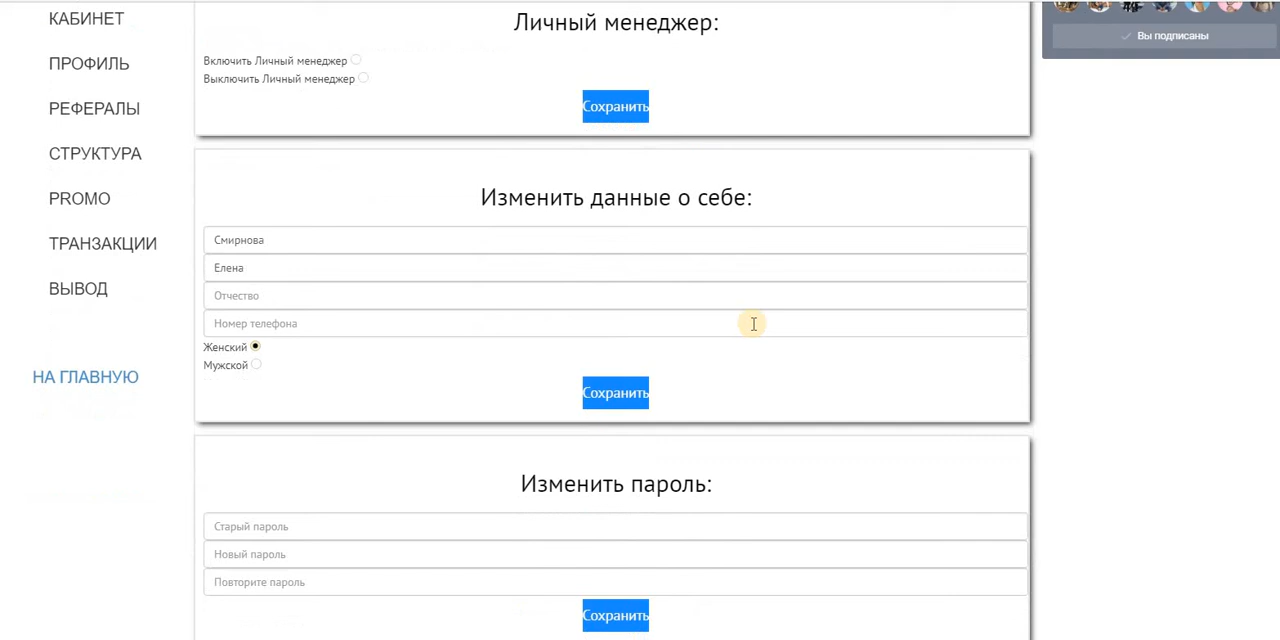 КАБИНЕТ
ПРОФИЛЬ
РЕФЕРАЛЫ
СТРУКТУРА
PROMO
ТРАНЗАКЦИИ
ВЫВОД
НА ГЛАВНУЮ
Личный менеджер:
Включить Личный менеджер
Выключить Личный менеджер
Сохранить
Изменить данные о себе:
Смирнова
Елена
Отчество
Номер телефона
Женский
Мужской
Сохранить
Изменить пароль:
Старый пароль
Новый пароль
Повторите пароль
Сохранить
Вы подписаны